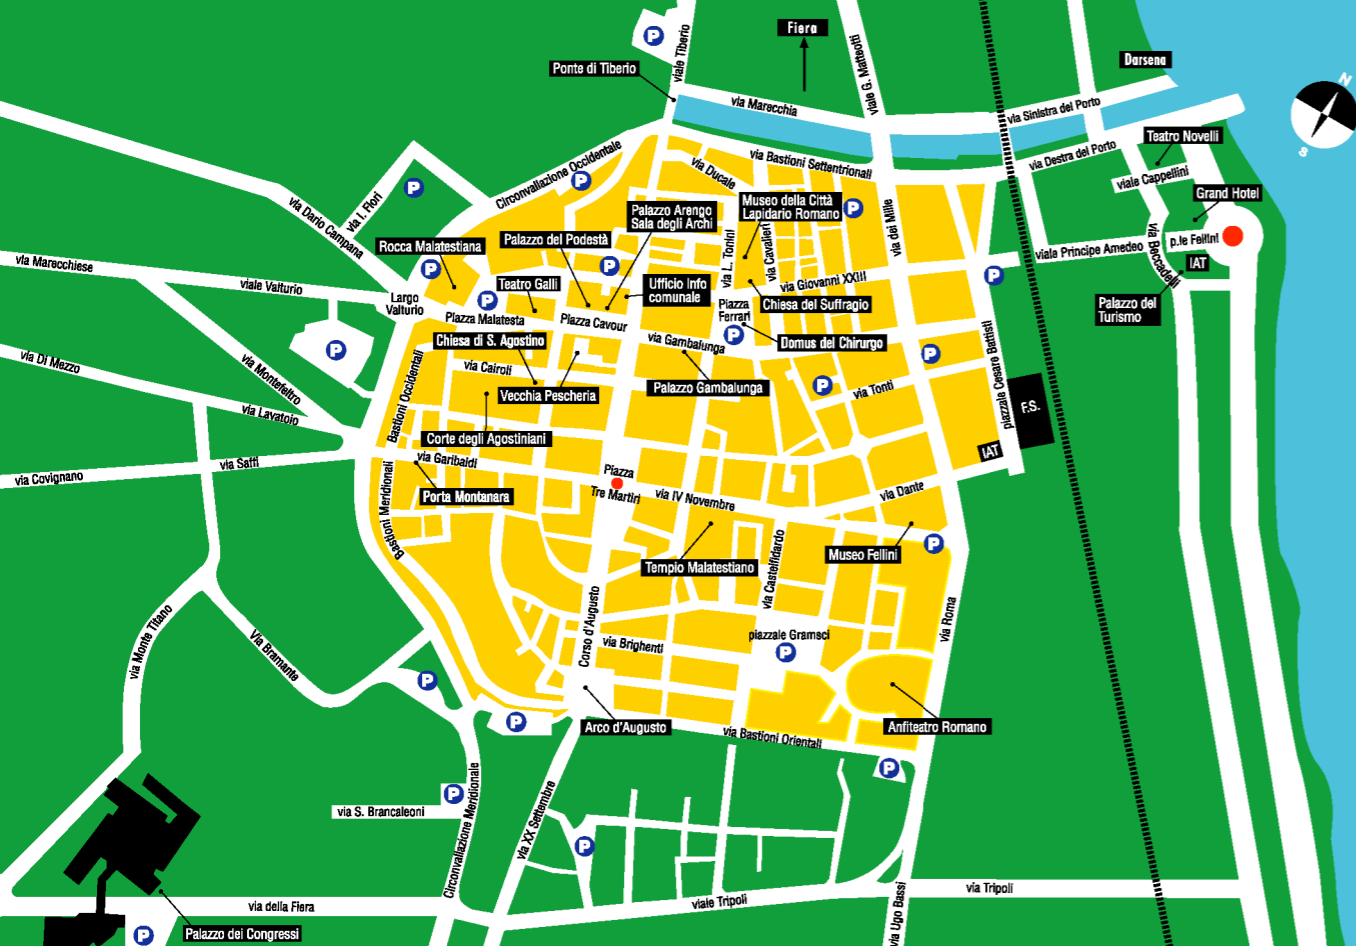 Fiera
P
viale Tiberio
viale G. Matteotti
Darsena
N
S
Ponte di Tiberio
via Marecchia
via Sinistra del Porto
Teatro Novelli
via Destra del Porto
viale Cappellini
Grand Hotel
via Bastioni Settentrionali
Circonvallazione Occidentale
via Ducale
P
P
via I. Fiori
via Dario Campana
Museo della Città
Lapidario Romano
P
Palazzo Arengo
Sala degli Archi
via dei Mille
via Beccadelli
p.le Fellini
Rocca Malatestiana
Palazzo del Podestà
via L. Tonini
via Cavalieri
viale Principe Amedeo
IAT
via Marecchiese
P
P
viale Valturio
Teatro Galli
Ufficio Info
comunale
via Giovanni XXIII
P
Palazzo del
Turismo
Largo
Valturio
P
Piazza
Ferrari
Chiesa del Suffragio
Piazza Malatesta
Piazza Cavour
P
Chiesa di S. Agostino
via Gambalunga
Domus del Chirurgo
P
P
via Di Mezzo
via Montefeltro
via Cairoli
Palazzo Gambalunga
P
via Tonti
piazzale Cesare Battisti
F.S.
Vecchia Pescheria
Bastioni Occidentali
via Lavatoio
Corte degli Agostiniani
IAT
via Saffi
via Covignano
via Garibaldi
Piazza
Tre Martiri
via IV Novembre
via Dante
Porta Montanara
Bastioni Meridionali
P
Museo Fellini
Tempio Malatestiano
via Castelfidardo
via Monte Titano
Via Bramante
Corso d'Augusto
via Brighenti
piazzale Gramsci
P
via Roma
P
P
Arco d'Augusto
Anfiteatro Romano
via Bastioni Orientali
P
P
via S. Brancaleoni
Circonvallazione Meridionale
via XX Settembre
P
via Tripoli
viale Tripoli
via Ugo Bassi
via della Fiera
Palazzo dei Congressi
P